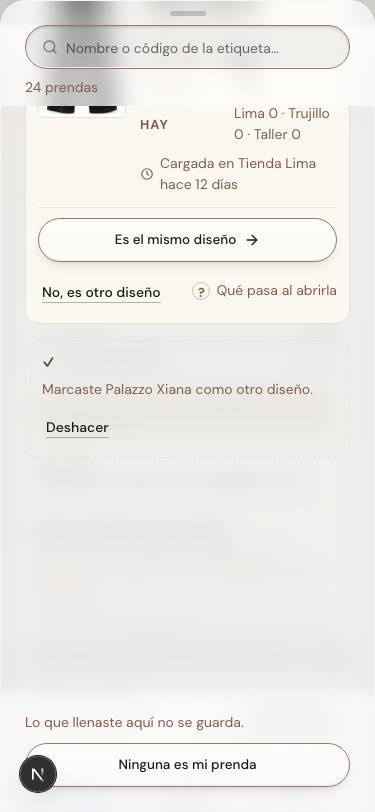 Nombre o código de la etiqueta…
24 prendas
HAY
Lima 0 · Trujillo
0 · Taller 0
Cargada en Tienda Lima
hace 12 días
Es el mismo diseño →
No, es otro diseño
? Qué pasa al abrirla
Marcaste Palazzo Xiana como otro diseño.
Deshacer
Lo que llenaste aquí no se guarda.
Ninguna es mi prenda
N